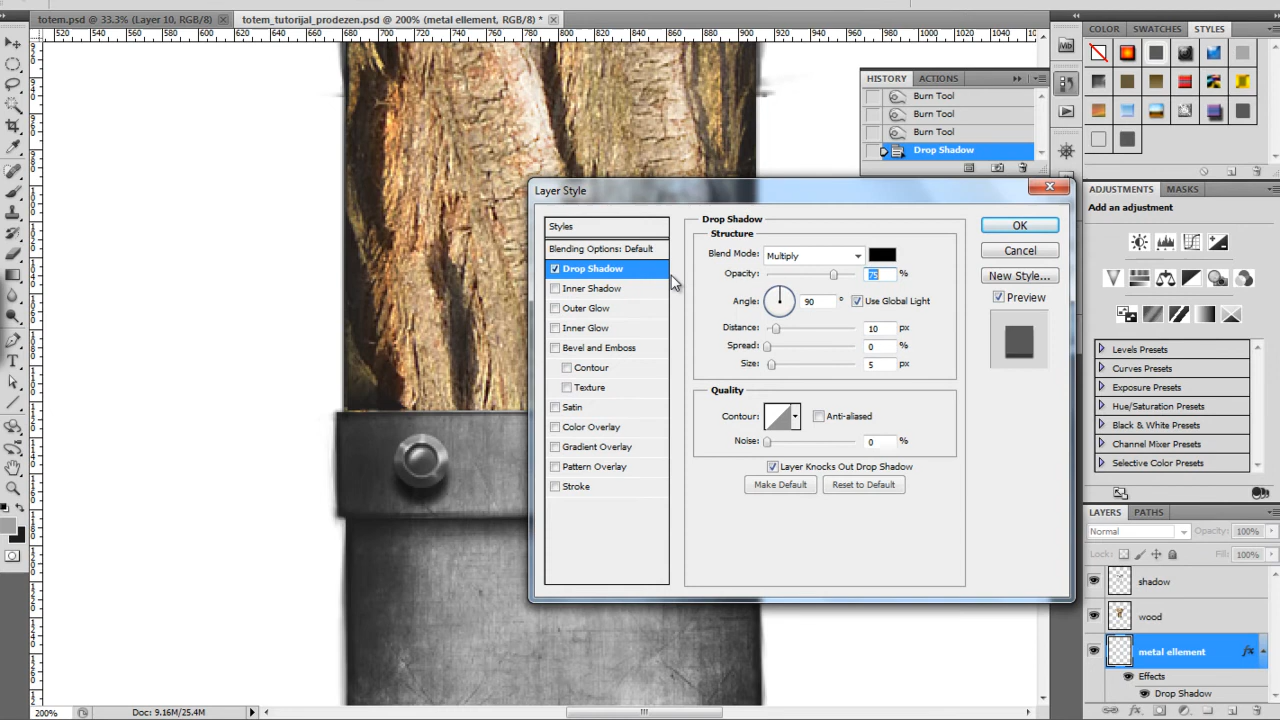 totem.psd @ 33.3% (Layer 10, RGB/8)
totem_tutorijal_prodezen.psd @ 200% (metal ellement, RGB/8) *
520 540 560 580 600 620 640 660 680 700 720 740 760 780 800 820 840 860 880 900 920 940 960 980 1000 1020 1040
COLOR SWATCHES STYLES
HISTORY ACTIONS
Burn Tool
Burn Tool
Burn Tool
Drop Shadow
Layer Style
Styles
Blending Options: Default
Drop Shadow
Inner Shadow
Outer Glow
Inner Glow
Bevel and Emboss
Contour
Texture
Satin
Color Overlay
Gradient Overlay
Pattern Overlay
Stroke
Drop Shadow
Structure
Blend Mode: Multiply
Opacity: 75 %
Angle: 90 ° Use Global Light
Distance: 10 px
Spread: 0 %
Size: 5 px
Quality
Contour: Anti-aliased
Noise: 0 %
Layer Knocks Out Drop Shadow
Make Default Reset to Default
OK
Cancel
New Style...
Preview
ADJUSTMENTS MASKS
Add an adjustment
Levels Presets
Curves Presets
Exposure Presets
Hue/Saturation Presets
Black & White Presets
Channel Mixer Presets
Selective Color Presets
LAYERS PATHS
Normal Opacity: 100%
Lock: Fill: 100%
shadow
wood
metal ellement fx
Effects
Drop Shadow
200% Doc: 9.16M/25.4M